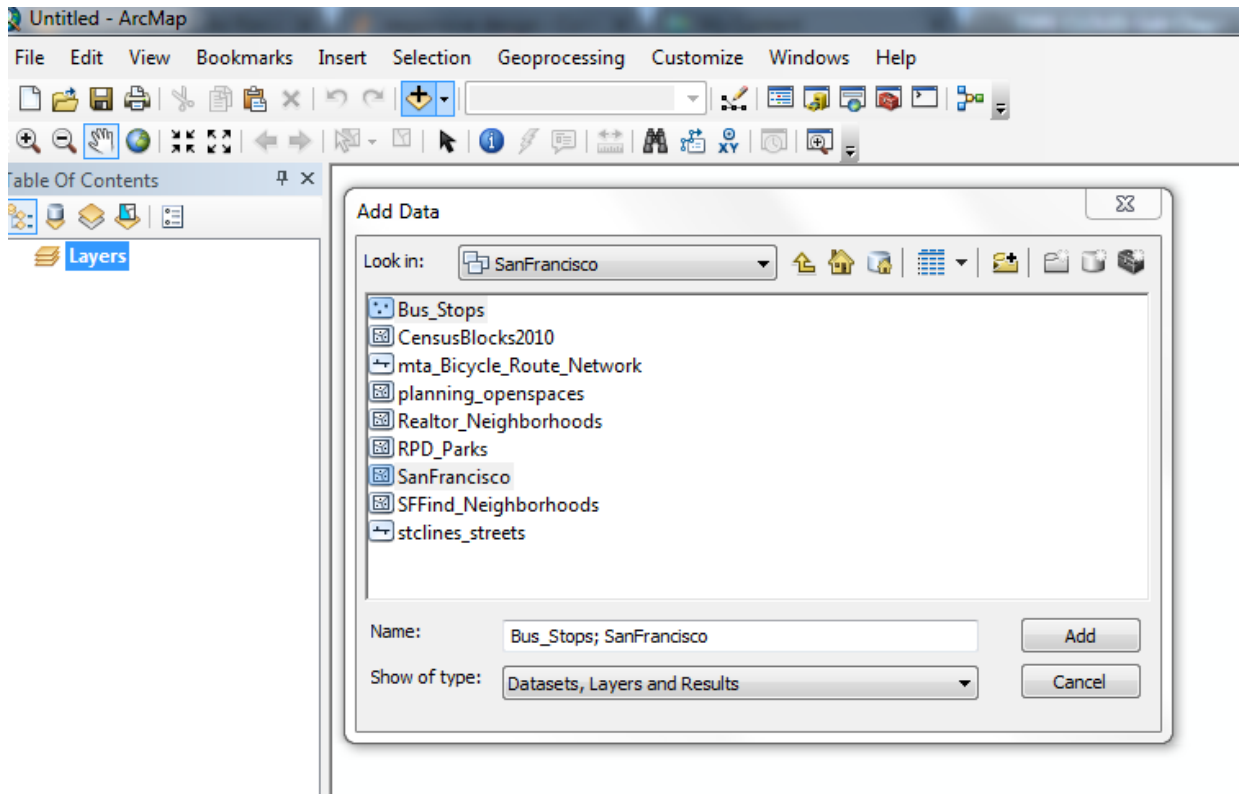 Untitled - ArcMap
File Edit View Bookmarks Insert Selection Geoprocessing Customize Windows Help
Table Of Contents
Layers
Add Data
Look in: SanFrancisco
Bus_Stops
CensusBlocks2010
mta_Bicycle_Route_Network
planning_openspaces
Realtor_Neighborhoods
RPD_Parks
SanFrancisco
SFFind_Neighborhoods
stclines_streets
Name: Bus_Stops; SanFrancisco Add
Show of type: Datasets, Layers and Results Cancel